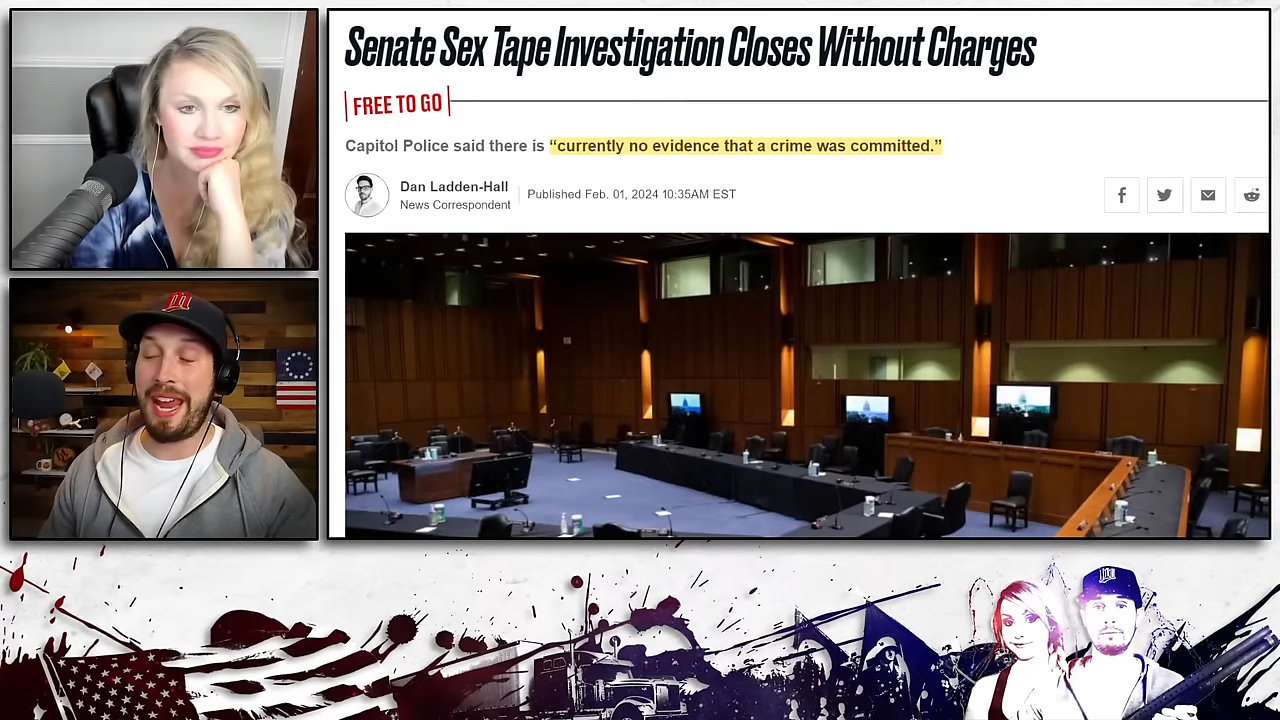 Senate Sex Tape Investigation Closes Without Charges
FREE TO GO
Capitol Police said there is “currently no evidence that a crime was committed.”
Dan Ladden-Hall
News Correspondent
Published Feb. 01, 2024 10:35AM EST